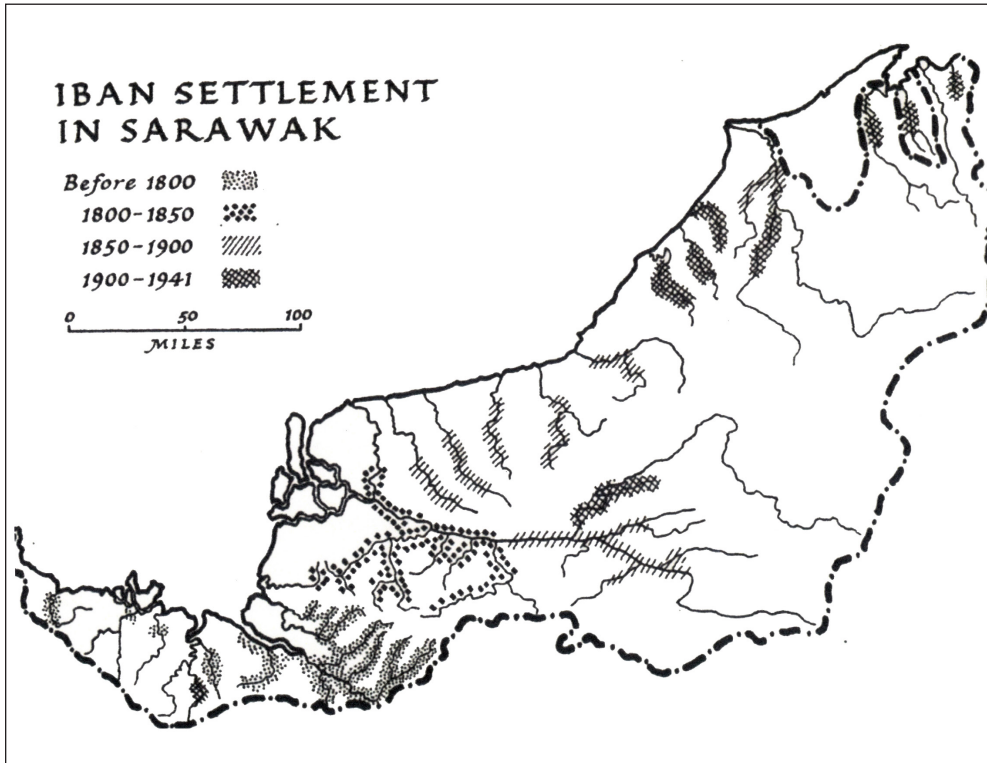 IBAN SETTLEMENT
IN SARAWAK
Before 1800
1800-1850
1850-1900
1900-1941
0 50 100
MILES